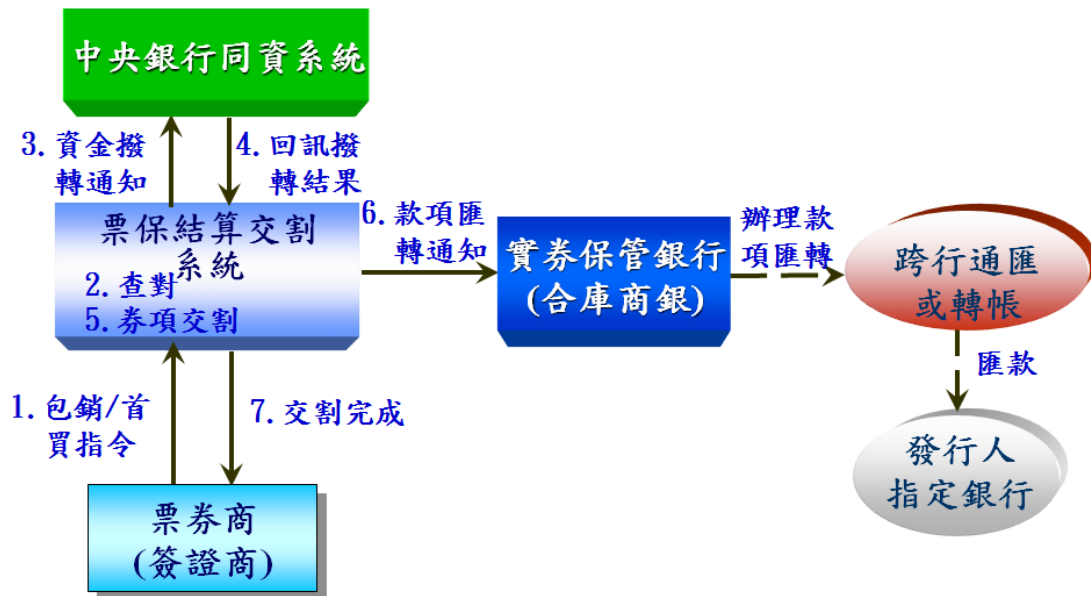 中央銀行同資系統
3.資金撥
轉通知
4.回訊撥
轉結果
票保結算交割
系統
2.查對
5.券項交割
6.款項匯
轉通知
實券保管銀行
(合庫商銀)
辦理款
項匯轉
跨行通匯
或轉帳
匯款
發行人
指定銀行
1.包銷/首
買指令
7.交割完成
票券商
(簽證商)